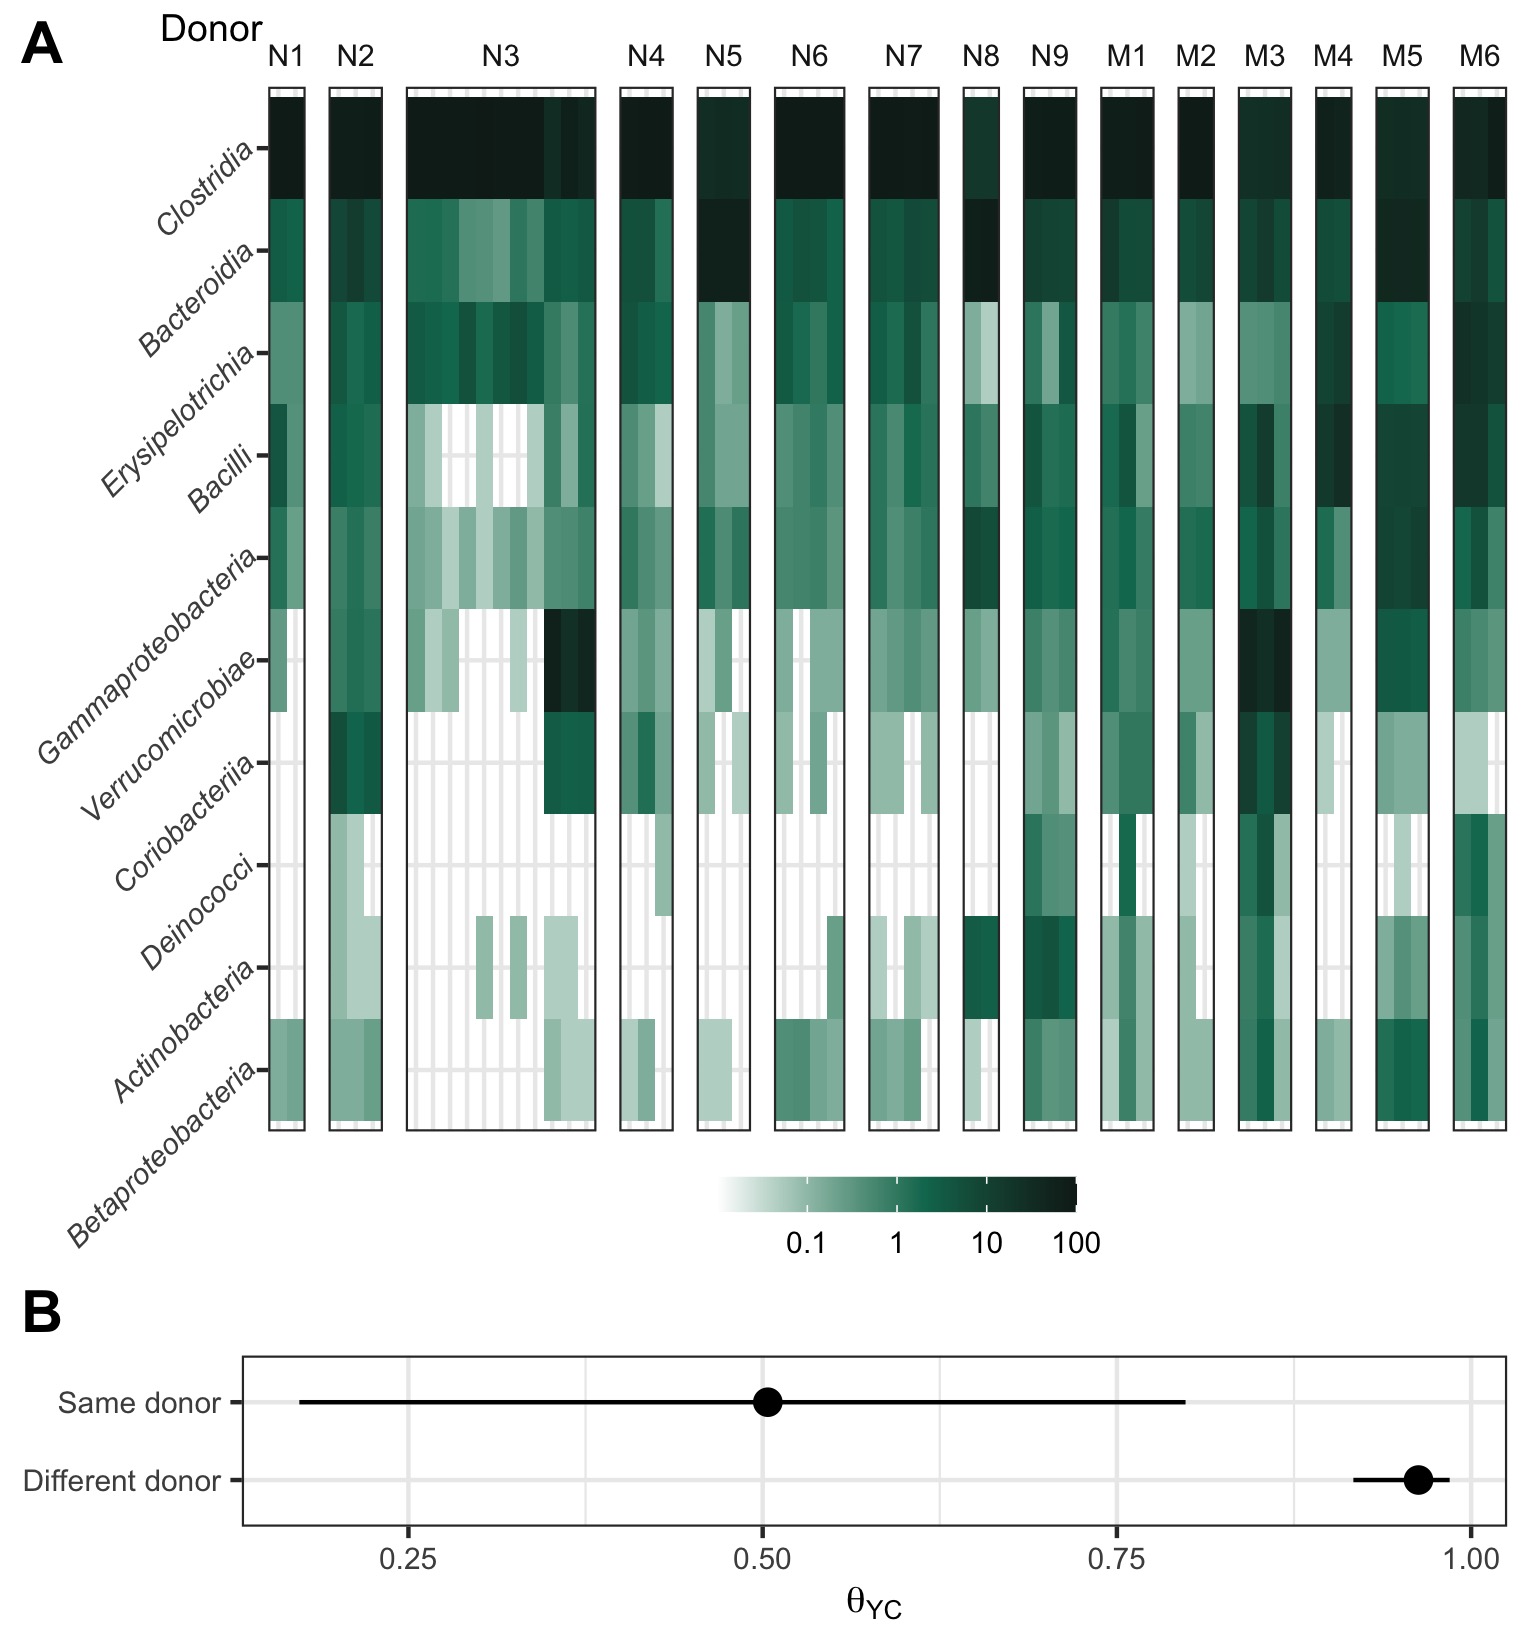 A
Donor
N1 N2 N3 N4 N5 N6 N7 N8 N9 M1 M2 M3 M4 M5 M6
Clostridia
Bacteroidia
Erysipelotrichia
Bacilli
Gammaproteobacteria
Verrucomicrobiae
Coriobacteriia
Deinococci
Actinobacteria
Betaproteobacteria
0.1 1 10 100
B
Same donor
Different donor
0.25 0.50 0.75 1.00
θYC